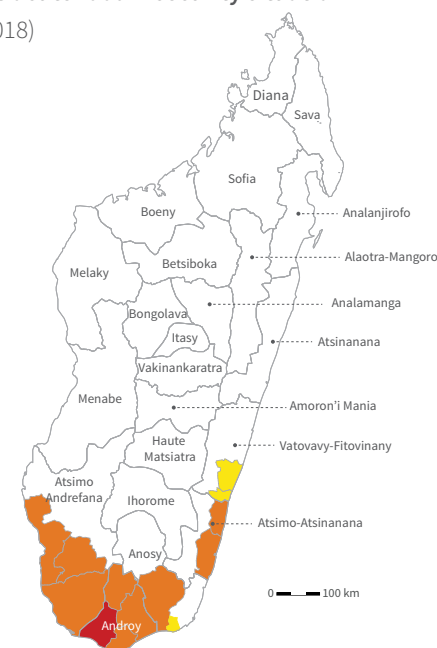 018)
Diana
Sava
Sofia
Analanjirofo
Boeny
Alaotra-Mangoro
Betsiboka
Melaky
Analamanga
Bongolava
Itasy
Atsinanana
Vakinankaratra
Menabe
Amoron'i Mania
Haute
Matsiatra
Vatovavy-Fitovinany
Atsimo
Andrefana
Ihorome
Atsimo-Atsinanana
Anosy
0 100 km
Androy